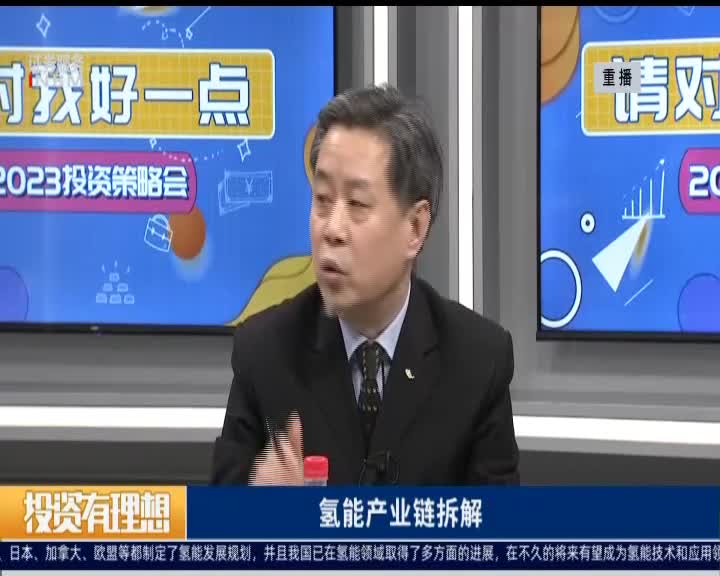 重播
对我好一点
请对
2023投资策略会
20
投资有理想
氢能产业链拆解
、日本、加拿大、欧盟等都制定了氢能发展规划，并且我国已在氢能领域取得了多方面的进展，在不久的将来有望成为氢能技术和应用领